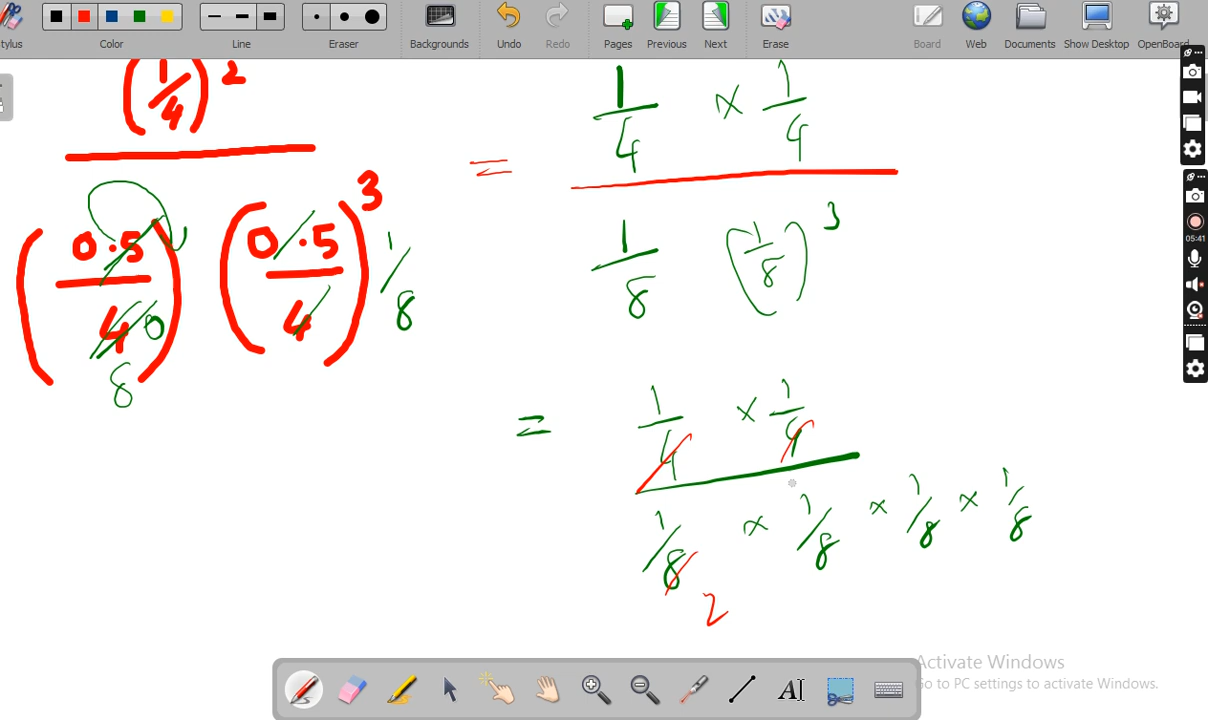 tylus Color Line Eraser Backgrounds Undo Redo Pages Previous Next Erase Board Web Documents Show Desktop OpenBoard
(1/4)^2 / ((0.5/4) (0.5/4)^3) = (1/4 × 1/4) / (1/8 (1/8)^3)
0
8
1/8
05:41
= (1/4 × 1/4) / (1/8 × 1/8 × 1/8 × 1/8)
2
Activate Windows
Go to PC settings to activate Windows.